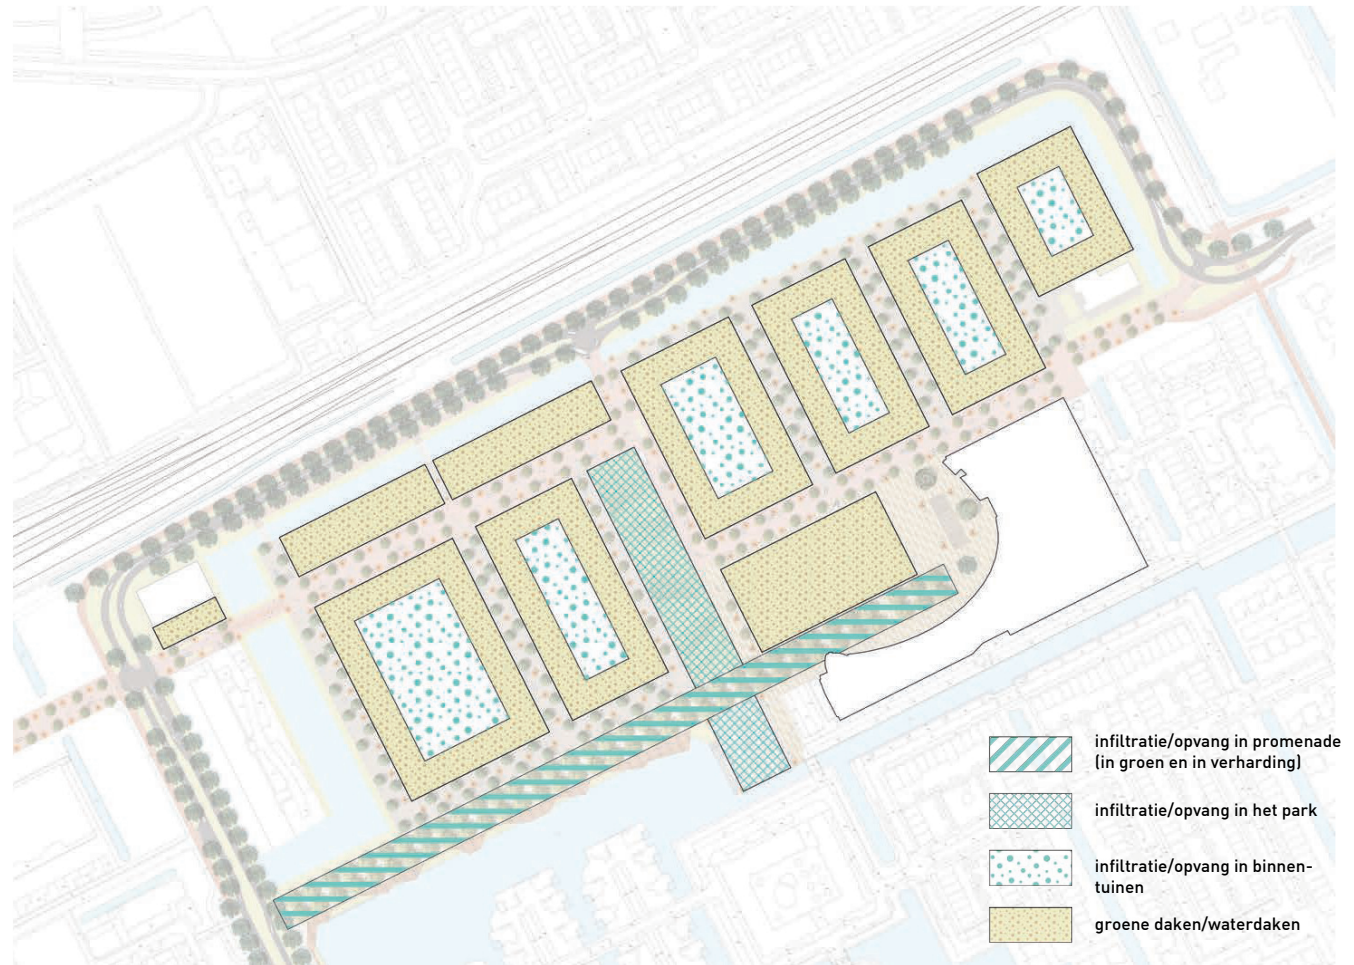 infiltratie/opvang in promenade
(in groen en in verharding)
infiltratie/opvang in het park
infiltratie/opvang in binnen-
tuinen
groene daken/waterdaken